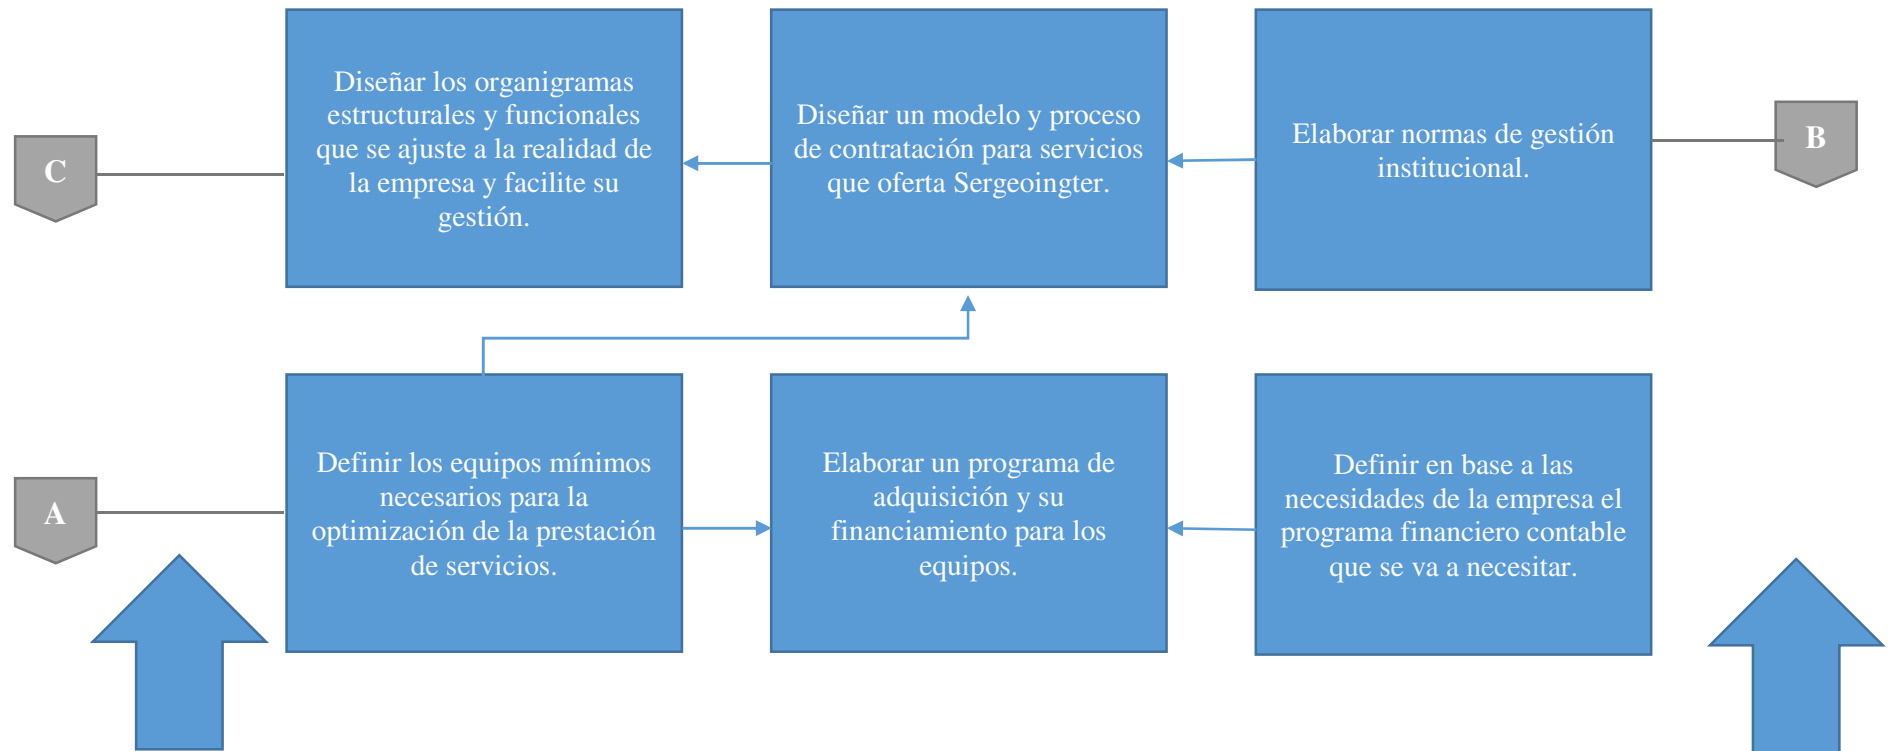 C
Diseñar los organigramas
estructurales y funcionales
que se ajuste a la realidad de
la empresa y facilite su
gestión.
Diseñar un modelo y proceso
de contratación para servicios
que oferta Sergeoingter.
Elaborar normas de gestión
institucional.
B
A
Definir los equipos mínimos
necesarios para la
optimización de la prestación
de servicios.
Elaborar un programa de
adquisición y su
financiamiento para los
equipos.
Definir en base a las
necesidades de la empresa el
programa financiero contable
que se va a necesitar.